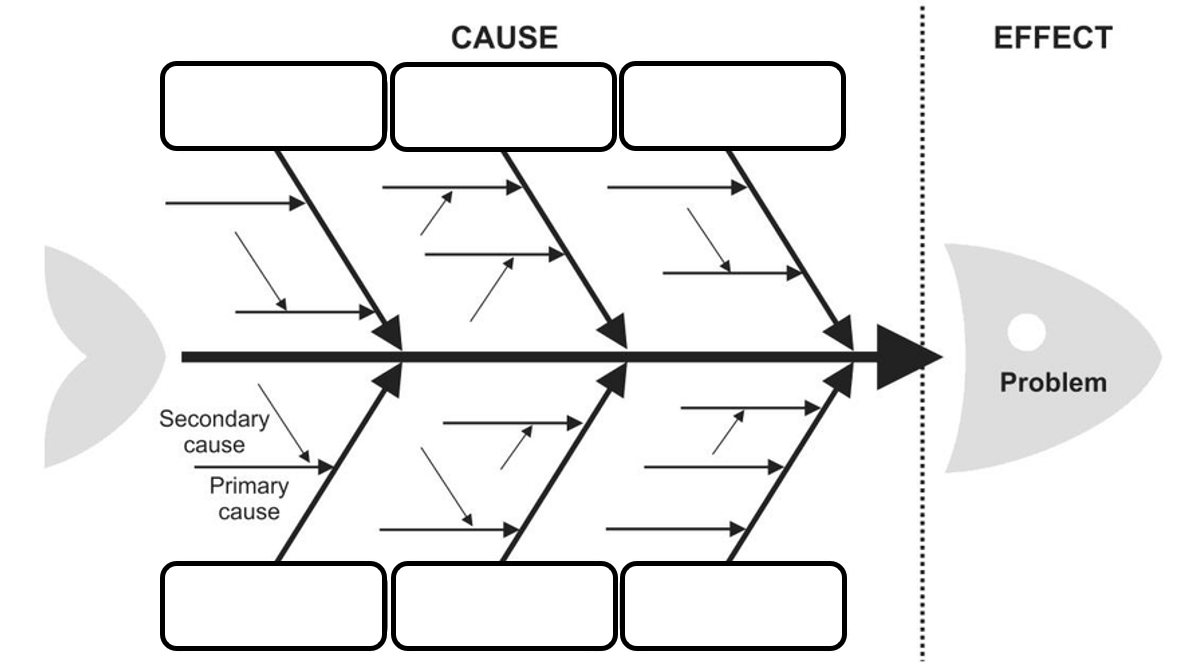 CAUSE
EFFECT
Problem
Secondary
cause
Primary
cause